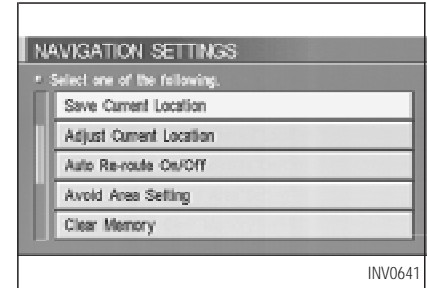 NAVIGATION SETTINGS
Select one of the following.
Save Current Location
Adjust Current Location
Auto Re-route On/Off
Avoid Area Setting
Clear Memory
INV0641